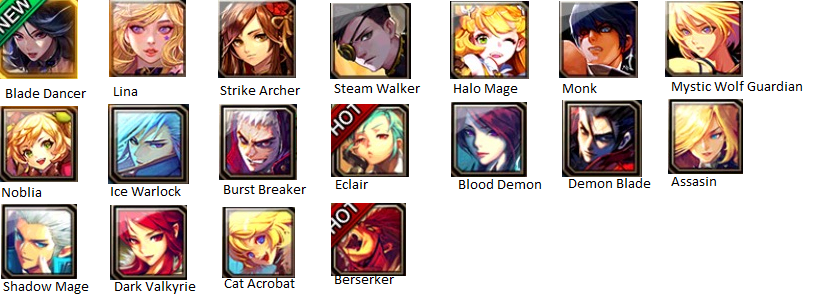 NEW
Blade Dancer
Lina
Strike Archer
Steam Walker
Halo Mage
Monk
Mystic Wolf Guardian
HOT
Noblia
Ice Warlock
Burst Breaker
Eclair
Blood Demon
Demon Blade
Assasin
HOT
Shadow Mage
Dark Valkyrie
Cat Acrobat
Berserker